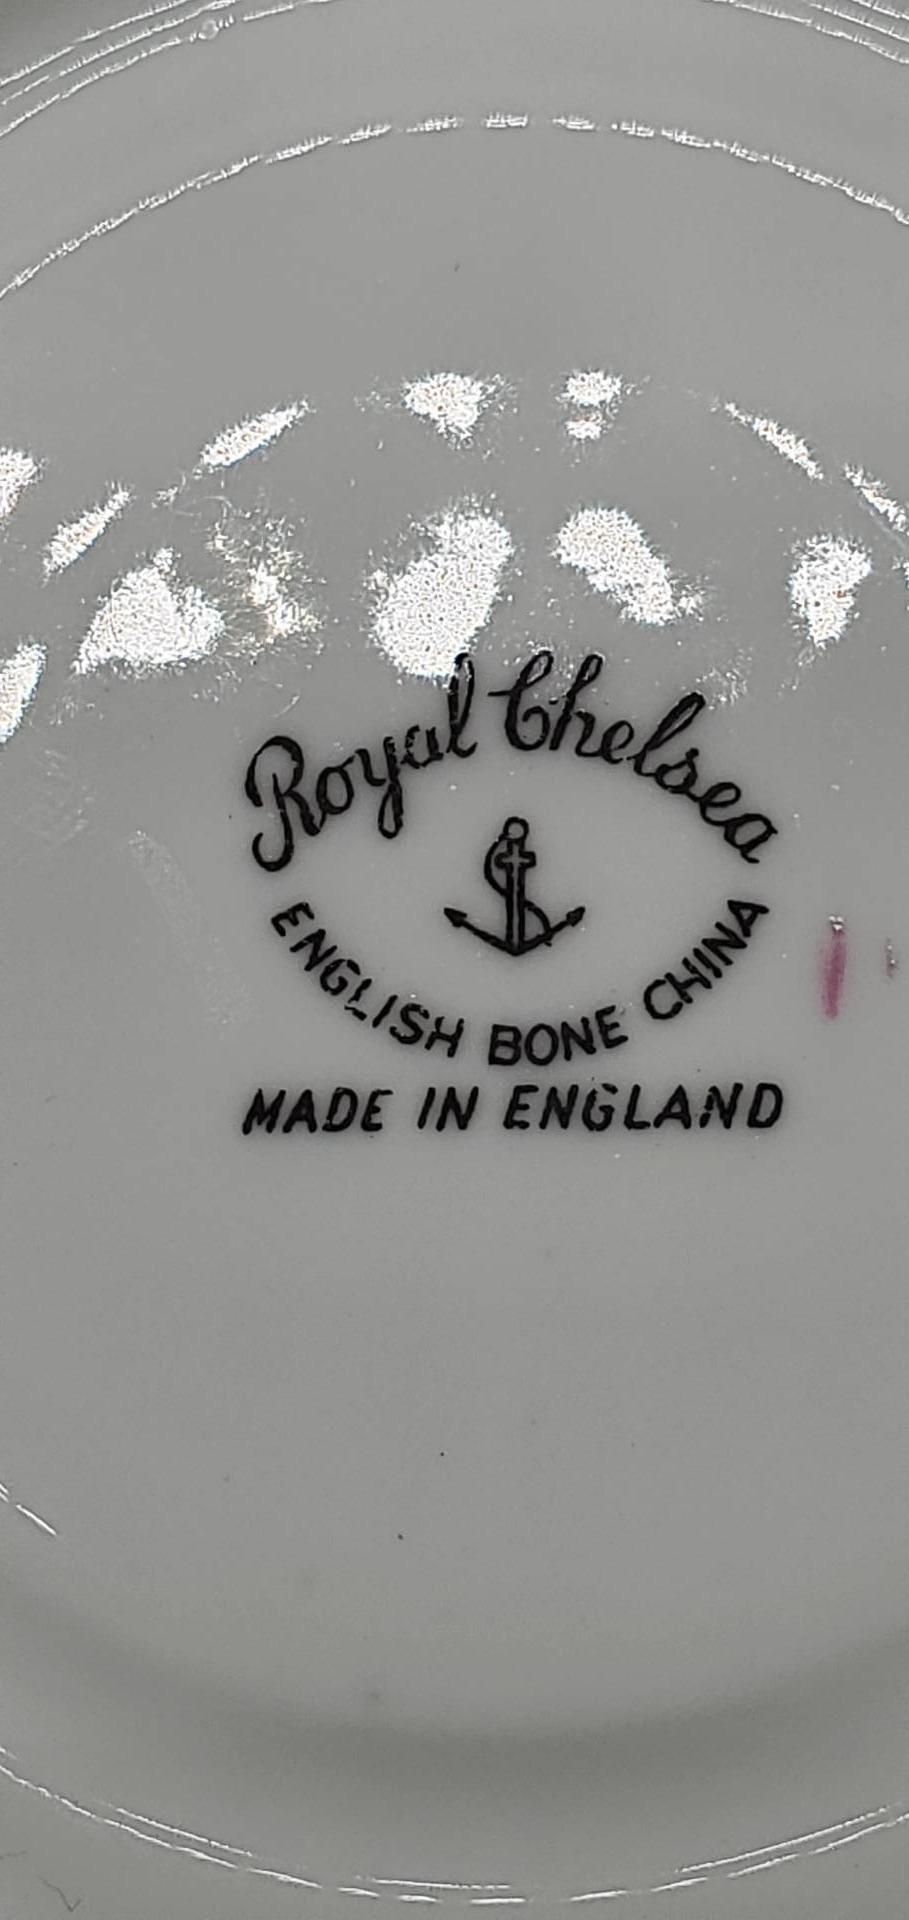 Royal Chelsea
ENGLISH BONE CHINA
MADE IN ENGLAND